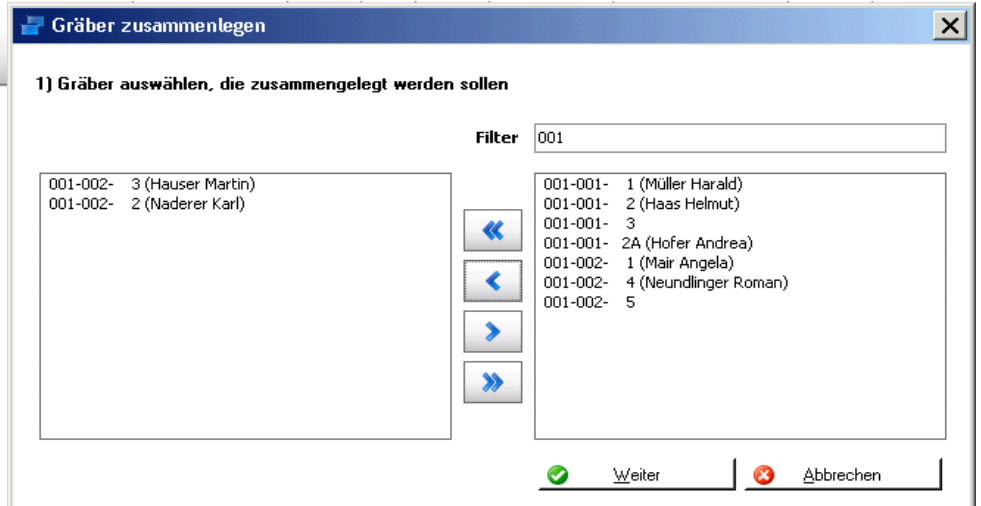 Gräber zusammenlegen
1) Gräber auswählen, die zusammengelegt werden sollen
Filter 001
001-002- 3 (Hauser Martin)
001-002- 2 (Naderer Karl)
001-001- 1 (Müller Harald)
001-001- 2 (Haas Helmut)
001-001- 3
001-001- 2A (Hofer Andrea)
001-002- 1 (Mair Angela)
001-002- 4 (Neundlinger Roman)
001-002- 5
Weiter
Abbrechen